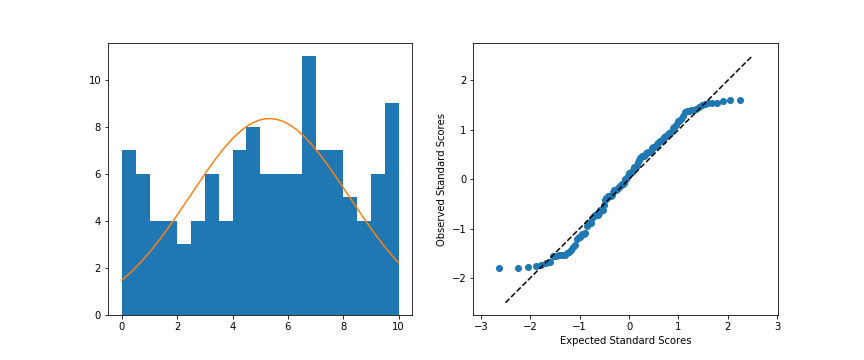 10
8
6
4
2
0
0 2 4 6 8 10
Observed Standard Scores
2
1
0
−1
−2
−3 −2 −1 0 1 2 3
Expected Standard Scores